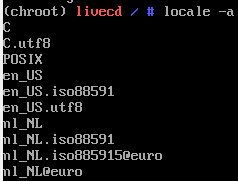 (chroot) livecd / # locale -a
C
C.utf8
POSIX
en_US
en_US.iso88591
en_US.utf8
nl_NL
nl_NL.iso88591
nl_NL.iso885915@euro
nl_NL@euro